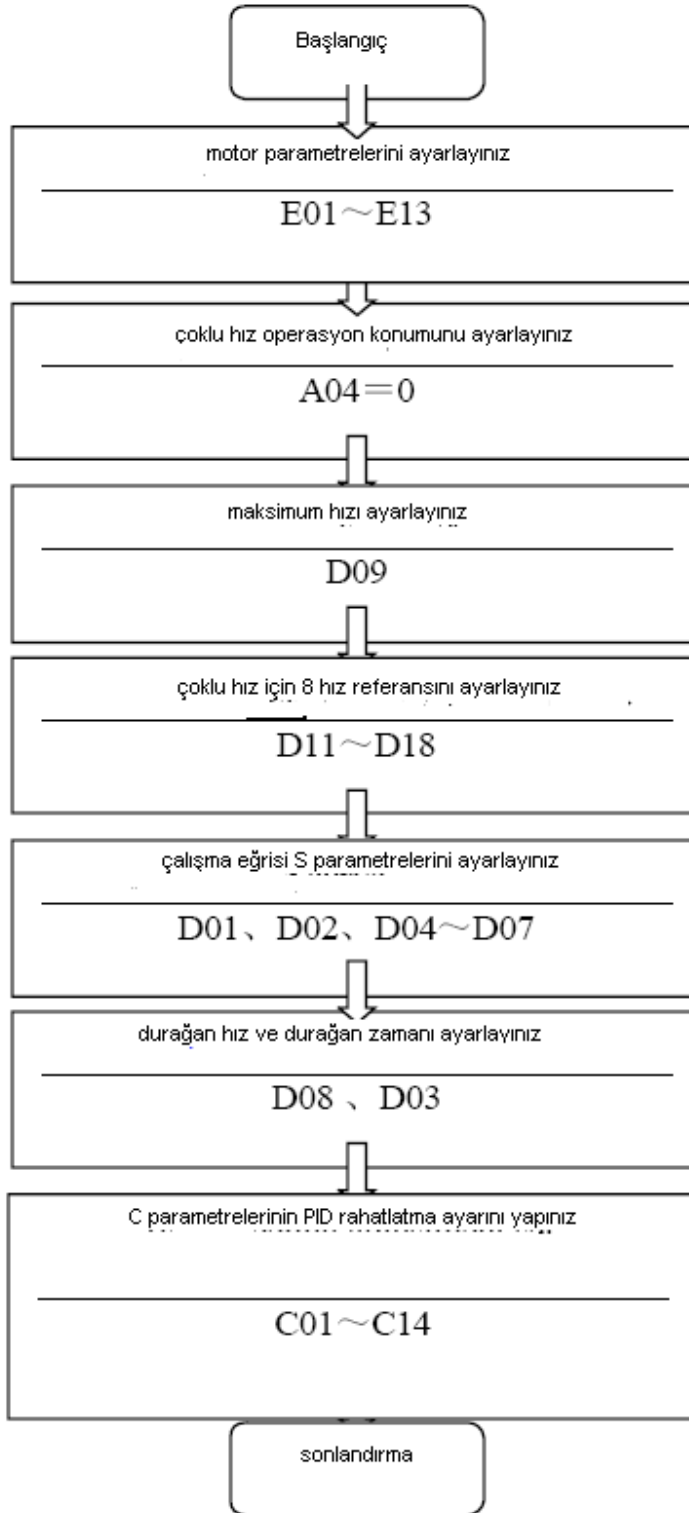 Başlangıç
motor parametrelerini ayarlayınız
E01～E13
çoklu hız operasyon konumunu ayarlayınız
A04＝0
maksimum hızı ayarlayınız
D09
çoklu hız için 8 hız referansını ayarlayınız
D11～D18
çalışma eğrisi S parametrelerini ayarlayınız
D01、D02、D04～D07
durağan hız ve durağan zamanı ayarlayınız
D08 、D03
C parametrelerinin PID rahatlatma ayarını yapınız
C01～C14
sonlandırma